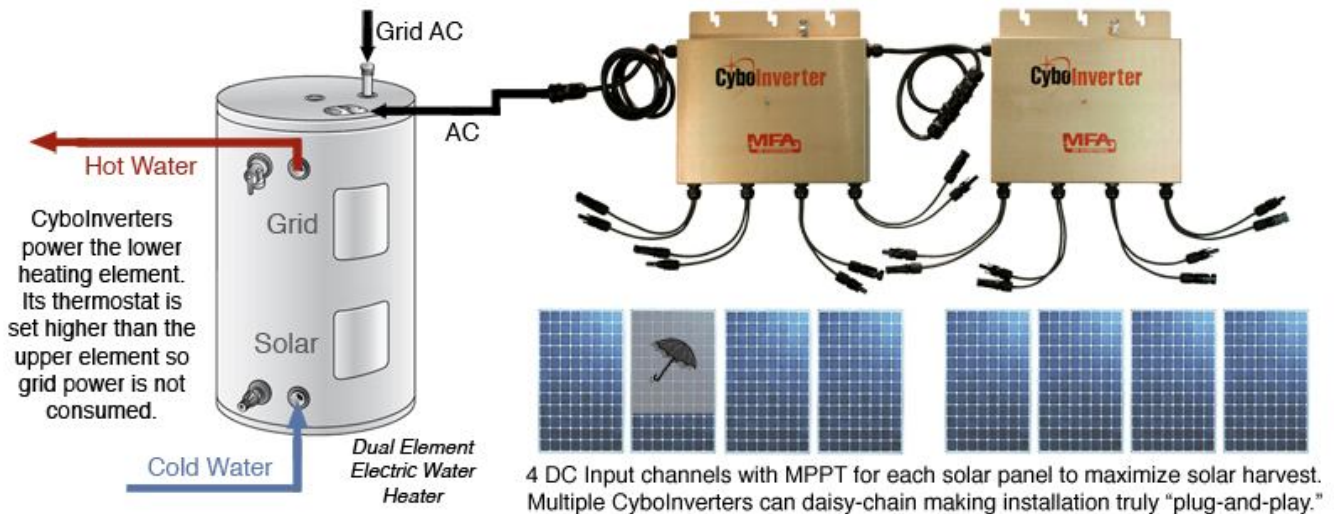 Grid AC
AC
Hot Water
CyboInverters
power the lower
heating element.
Its thermostat is
set higher than the
upper element so
grid power is not
consumed.
Grid
Solar
Cold Water
Dual Element
Electric Water
Heater
CyboInverter
MFA
CyboInverter
MFA
4 DC Input channels with MPPT for each solar panel to maximize solar harvest.
Multiple CyboInverters can daisy-chain making installation truly “plug-and-play.”